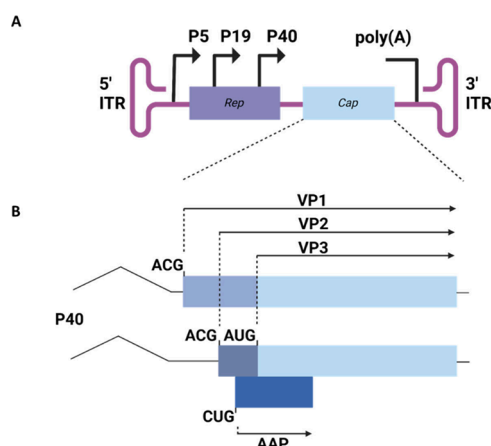 A
P5 P19 P40 poly(A)
5' ITR
Rep
Cap
3' ITR
B
VP1
VP2
VP3
ACG
P40
ACG AUG
CUG
AAP